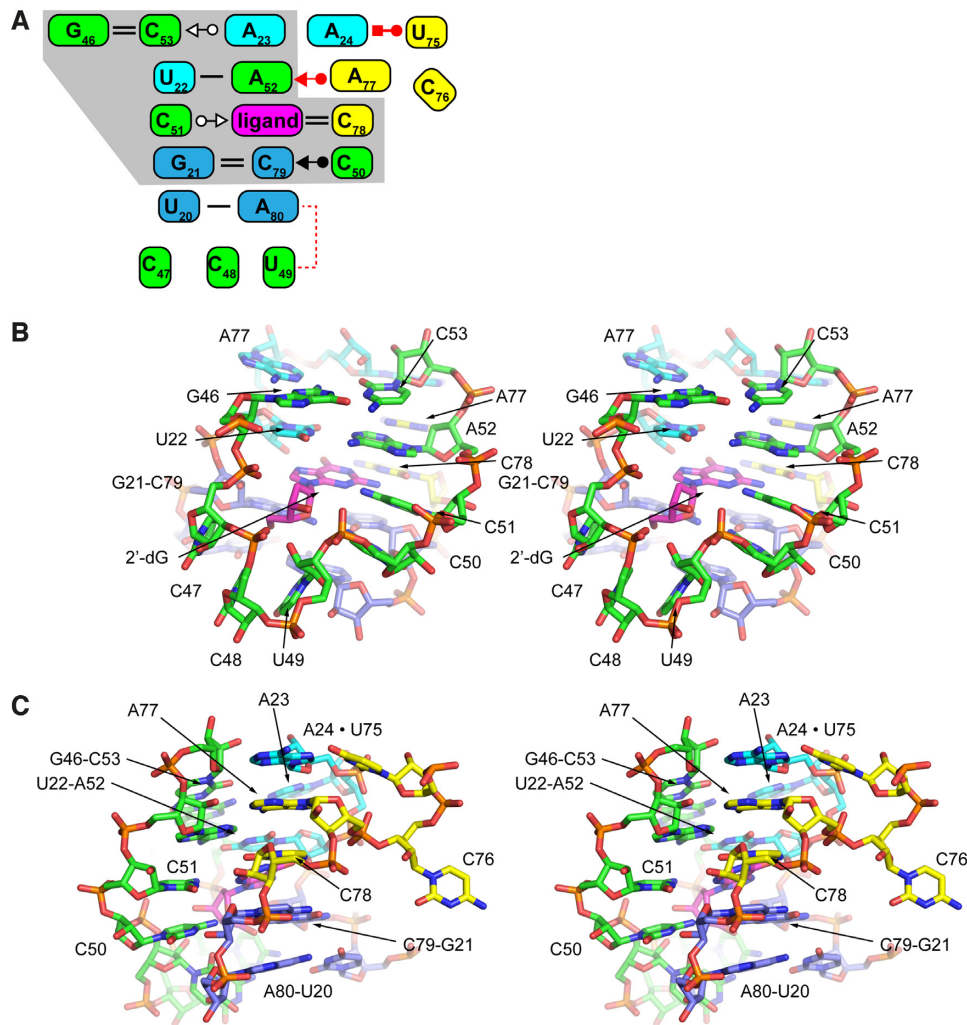 A
G46 C53 A23 A24 U75
U22 A52 A77 C76
C51 ligand C78
G21 C79 C50
U20 A80
C47 C48 U49
B
A77 C53 C53
G46 A77 G46 A77
U22 A52 U22 A52
C78 C78
G21-C79 G21-C79
C51 C51
2'-dG C50 2'-dG C50
C47 C47
C48 U49 C48 U49
C
A23 A23
A77 A24 • U75 A77 A24 • U75
G46-C53 G46-C53
U22-A52 U22-A52
C51 C76 C51 C76
C78 C78
C50 C79-G21 C50 C79-G21
A80-U20 A80-U20